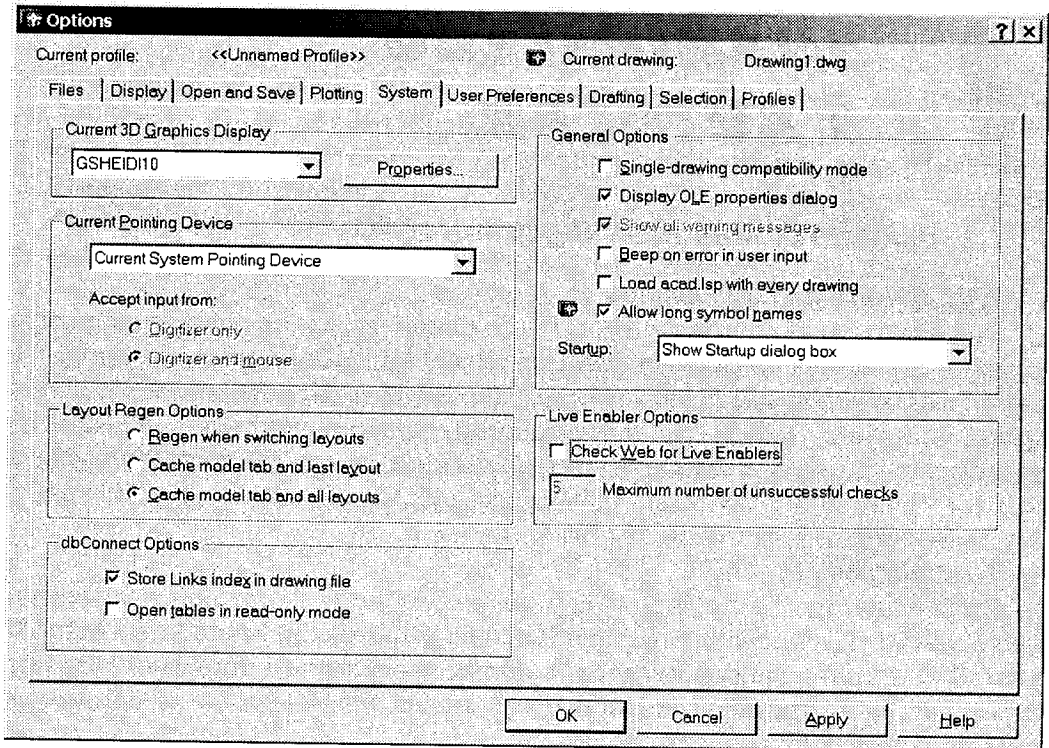 Options
? x
Current profile: <<Unnamed Profile>> Current drawing: Drawing1.dwg
Files Display Open and Save Plotting System User Preferences Drafting Selection Profiles
Current 3D Graphics Display
GSHEIDI10 Properties...
Current Pointing Device
Current System Pointing Device
Accept input from:
Digitizer only
Digitizer and mouse
Layout Regen Options
Regen when switching layouts
Cache model tab and last layout
Cache model tab and all layouts
dbConnect Options
Store Links index in drawing file
Open tables in read-only mode
General Options
Single-drawing compatibility mode
Display OLE properties dialog
Show all warning messages
Beep on error in user input
Load acad.lsp with every drawing
Allow long symbol names
Startup: Show Startup dialog box
Live Enabler Options
Check Web for Live Enablers
5 Maximum number of unsuccessful checks
OK Cancel Apply Help